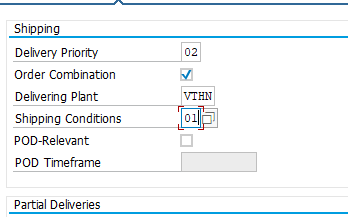 Shipping
Delivery Priority 02
Order Combination
Delivering Plant VTHN
Shipping Conditions 01
POD-Relevant
POD Timeframe
Partial Deliveries